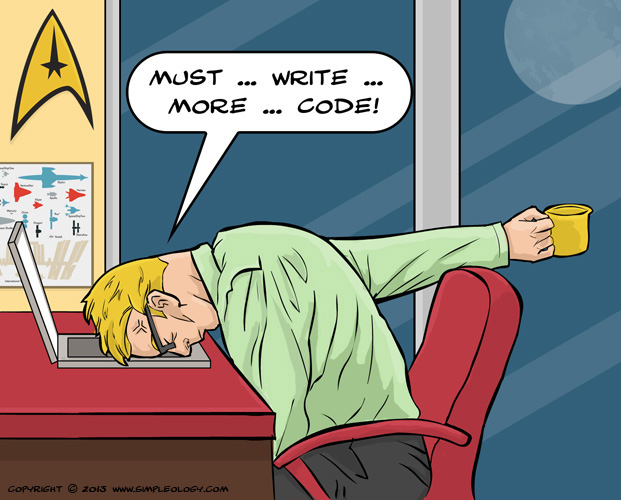 MUST ... WRITE ...
MORE ... CODE!
COPYRIGHT © 2013 WWW.SIMPLEOLOGY.COM